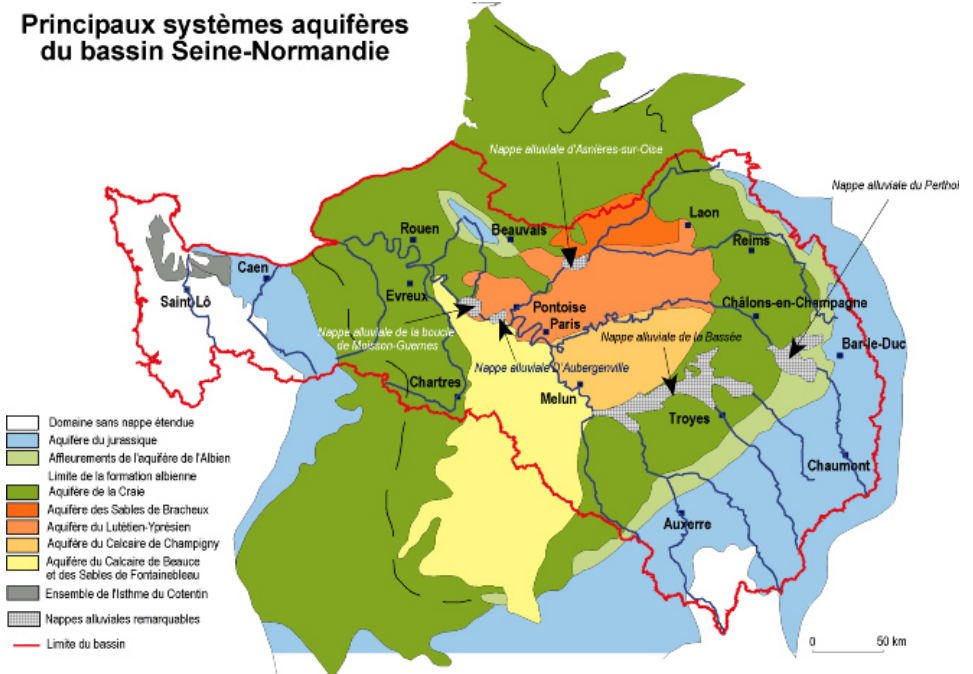 Principaux systèmes aquifères
du bassin Seine-Normandie
Nappe alluviale d'Asnières-sur-Oise
Nappe alluviale du Perthoi
Laon
Rouen
Beauvais
Reims
Caen
Saint-Lô
Evreux
Pontoise
Paris
Châlons-en-Champagne
Nappe alluviale de la boucle
de Moisson-Guernes
Nappe alluviale de la Bassée
Bar-le-Duc
Nappe alluviale D'Aubergenville
Chartres
Melun
Troyes
Chaumont
Auxerre
Domaine sans nappe étendue
Aquifère du jurassique
Affleurements de l'aquifère de l'Albien
Limite de la formation albienne
Aquifère de la Craie
Aquifère des Sables de Bracheux
Aquifère du Lutétien-Yprèsien
Aquifère du Calcaire de Champigny
Aquifère du Calcaire de Beauce
et des Sables de Fontainebleau
Ensemble de l'Isthme du Cotentin
Nappes alluviales remarquables
Limite du bassin
0 50 km